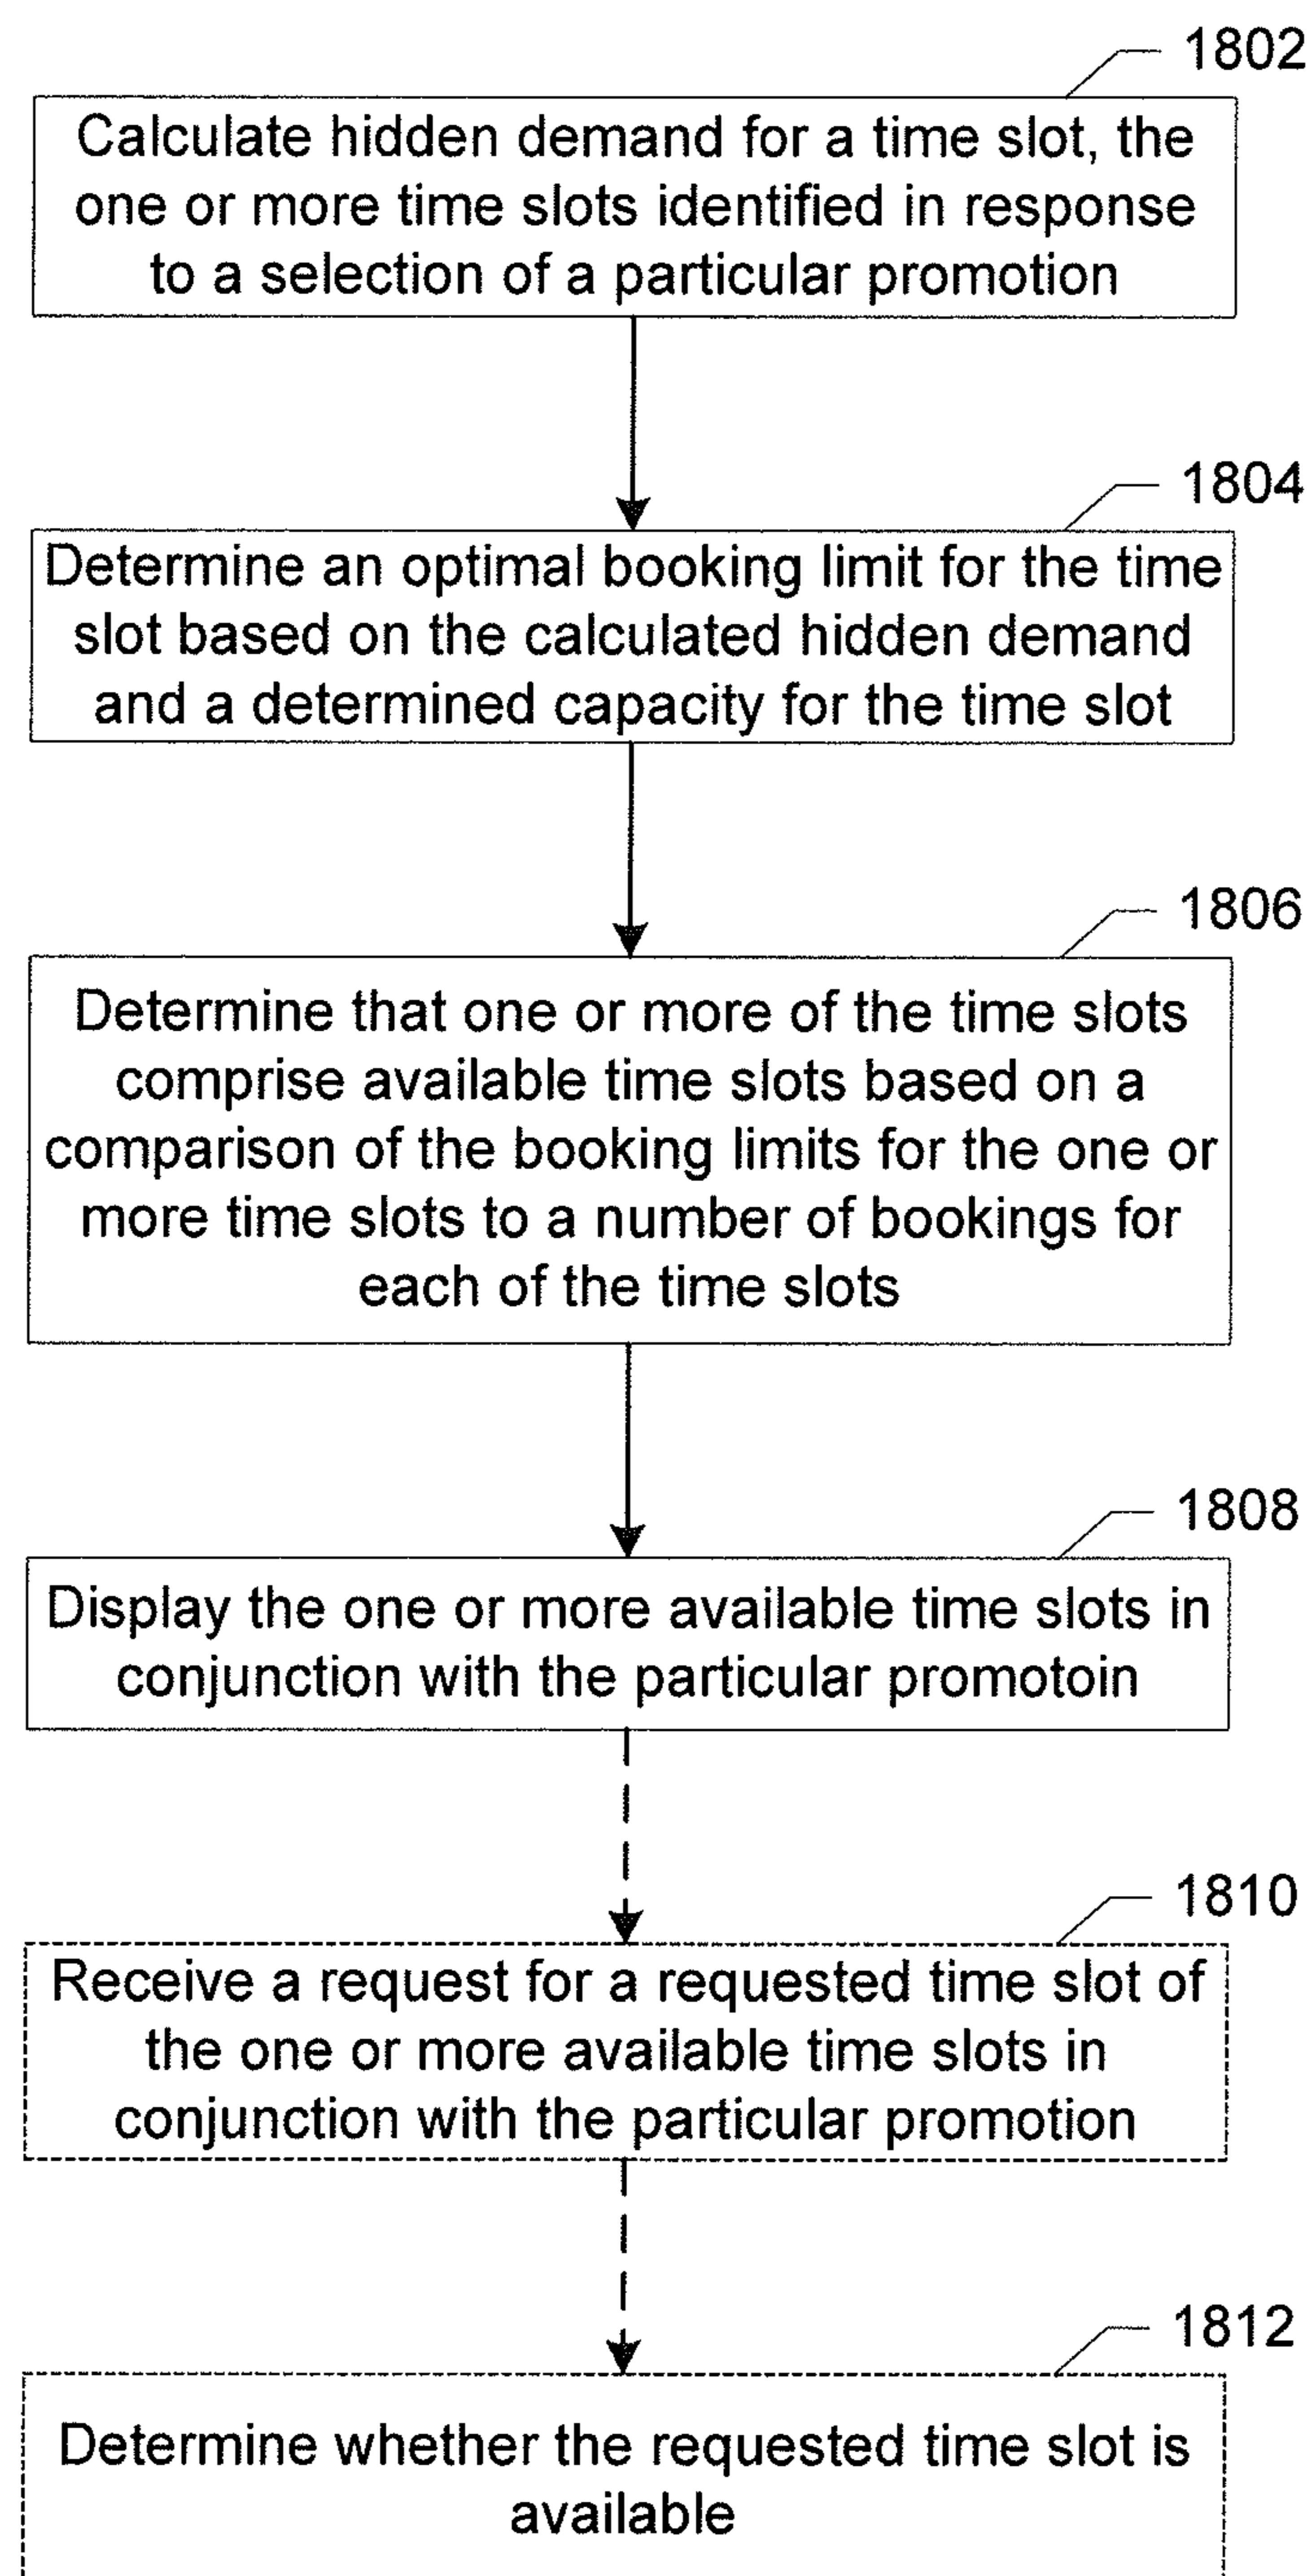 1802
Calculate hidden demand for a time slot, the
one or more time slots identified in response
to a selection of a particular promotion
1804
Determine an optimal booking limit for the time
slot based on the calculated hidden demand
and a determined capacity for the time slot
1806
Determine that one or more of the time slots
comprise available time slots based on a
comparison of the booking limits for the one or
more time slots to a number of bookings for
each of the time slots
1808
Display the one or more available time slots in
conjunction with the particular promotoin
1810
Receive a request for a requested time slot of
the one or more available time slots in
conjunction with the particular promotion
1812
Determine whether the requested time slot is
available